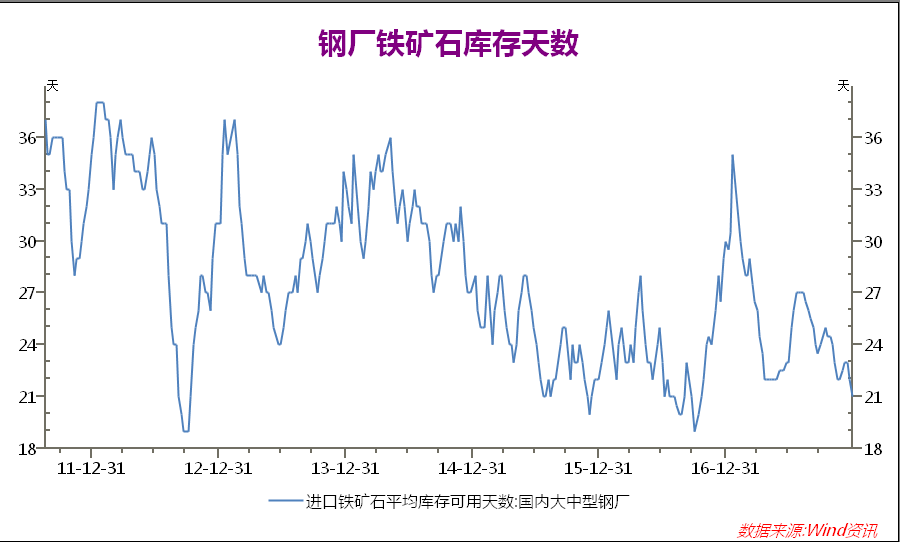 钢厂铁矿石库存天数
天 天
36 36
33 33
30 30
27 27
24 24
21 21
18 18
11-12-31 12-12-31 13-12-31 14-12-31 15-12-31 16-12-31
进口铁矿石平均库存可用天数:国内大中型钢厂
数据来源:Wind资讯